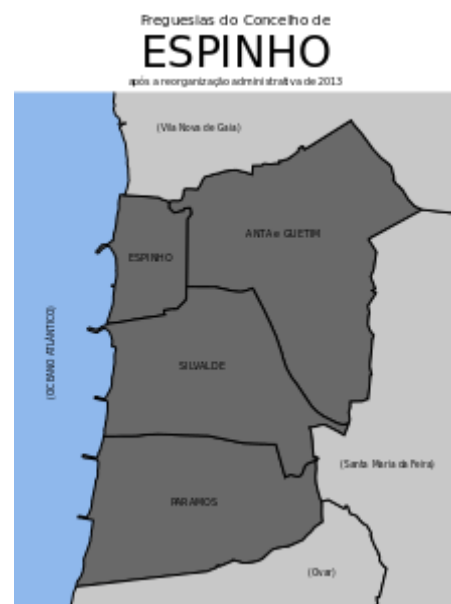 Freguesias do Concelho de
ESPINHO
após a reorganização administrativa de 2013
(Vila Nova de Gaia)
ANTA e GUETIM
ESPINHO
(OCEANO ATLÂNTICO)
SILVALDE
(Santa Maria da Feira)
PARAMOS
(Ovar)